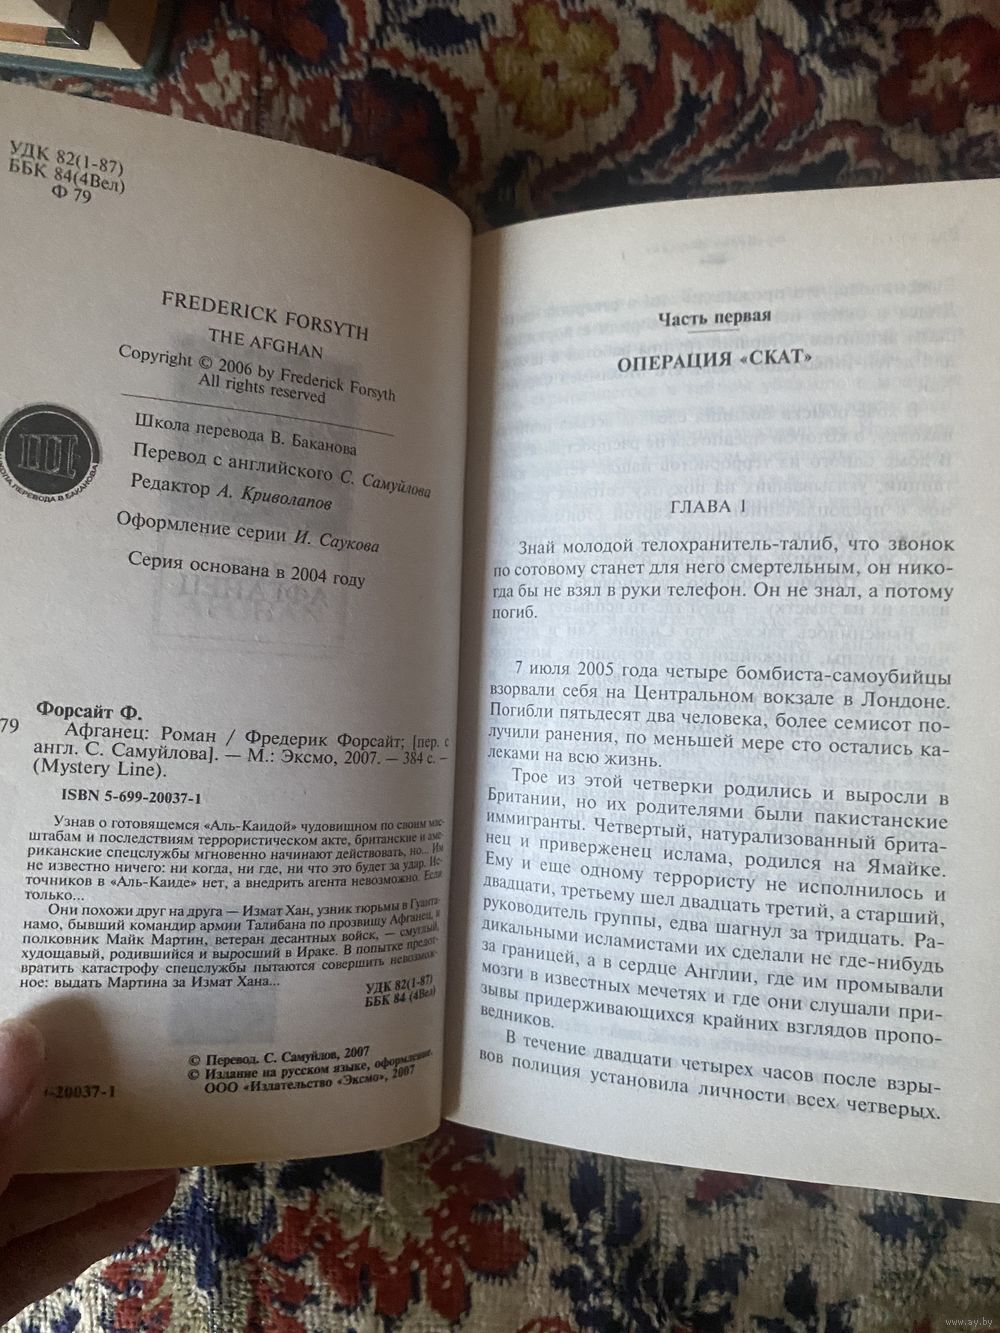 УДК 82(1-87)
ББК 84(4Вел)
Ф 79
FREDERICK FORSYTH
THE AFGHAN
Copyright © 2006 by Frederick Forsyth
All rights reserved
Школа перевода В. Баканова
Перевод с английского С. Самуйлова
Редактор А. Криволапов
Оформление серии И. Саукова
Серия основана в 2004 году
ШКОЛА ПЕРЕВОДА В БАКАНОВА
Форсайт Ф.
79
Афганец: Роман / Фредерик Форсайт; [пер. с
англ. С. Самуйлова]. — М.: Эксмо, 2007. — 384 с. —
(Mystery Line).
ISBN 5-699-20037-1
Узнав о готовящемся «Аль-Каидой» чудовищном по своим мас-
штабам и последствиям террористическом акте, британские и аме-
риканские спецслужбы мгновенно начинают действовать, но... Им
не известно ничего: ни когда, ни где, ни что это будет за удар. Ис-
точников в «Аль-Каиде» нет, а внедрить агента невозможно. Если
только...
Они похожи друг на друга — Измат Хан, узник тюрьмы в Гуанта-
намо, бывший командир армии Талибана по прозвищу Афганец, и
полковник Майк Мартин, ветеран десантных войск, — смуглый,
худощавый, родившийся и выросший в Ираке. В попытке предот-
вратить катастрофу спецслужбы пытаются совершить невозмож-
ное: выдать Мартина за Измат Хана...
УДК 82(1-87)
ББК 84 (4Вел)
© Перевод. С. Самуйлов, 2007
© Издание на русском языке, оформление.
ООО «Издательство «Эксмо», 2007
-20037-1
Часть первая
ОПЕРАЦИЯ «СКАТ»
ГЛАВА 1
Знай молодой телохранитель-талиб, что звонок
по сотовому станет для него смертельным, он нико-
гда бы не взял в руки телефон. Он не знал, а потому
погиб.
7 июля 2005 года четыре бомбиста-самоубийцы
взорвали себя на Центральном вокзале в Лондоне.
Погибли пятьдесят два человека, более семисот по-
лучили ранения, по меньшей мере сто остались ка-
леками на всю жизнь.
Трое из этой четверки родились и выросли в
Британии, но их родителями были пакистанские
иммигранты. Четвертый, натурализованный брита-
нец и приверженец ислама, родился на Ямайке.
Ему и еще одному террористу не исполнилось и
двадцати, третьему шел двадцать третий, а старший,
руководитель группы, едва шагнул за тридцать. Ра-
дикальными исламистами их сделали не где-нибудь
за границей, а в сердце Англии, где им промывали
мозги в известных мечетях и где они слушали при-
зывы придерживающихся крайних взглядов пропо-
ведников.
В течение двадцати четырех часов после взры-
вов полиция установила личности всех четверых.
www.ay.by